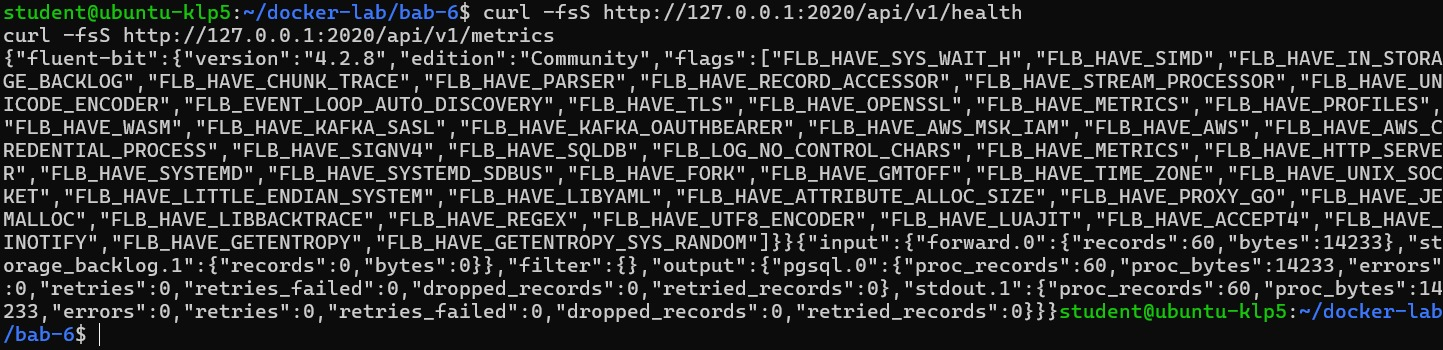 student@ubuntu-klp5:~/docker-lab/bab-6$ curl -fsS http://127.0.0.1:2020/api/v1/health
curl -fsS http://127.0.0.1:2020/api/v1/metrics
{"fluent-bit":{"version":"4.2.8","edition":"Community","flags":["FLB_HAVE_SYS_WAIT_H","FLB_HAVE_SIMD","FLB_HAVE_IN_STORA
GE_BACKLOG","FLB_HAVE_CHUNK_TRACE","FLB_HAVE_PARSER","FLB_HAVE_RECORD_ACCESSOR","FLB_HAVE_STREAM_PROCESSOR","FLB_HAVE_UN
ICODE_ENCODER","FLB_EVENT_LOOP_AUTO_DISCOVERY","FLB_HAVE_TLS","FLB_HAVE_OPENSSL","FLB_HAVE_METRICS","FLB_HAVE_PROFILES",
"FLB_HAVE_WASM","FLB_HAVE_KAFKA_SASL","FLB_HAVE_KAFKA_OAUTHBEARER","FLB_HAVE_AWS_MSK_IAM","FLB_HAVE_AWS","FLB_HAVE_AWS_C
REDENTIAL_PROCESS","FLB_HAVE_SIGNV4","FLB_HAVE_SQLDB","FLB_LOG_NO_CONTROL_CHARS","FLB_HAVE_METRICS","FLB_HAVE_HTTP_SERVE
R","FLB_HAVE_SYSTEMD","FLB_HAVE_SYSTEMD_SDBUS","FLB_HAVE_FORK","FLB_HAVE_GMTOFF","FLB_HAVE_TIME_ZONE","FLB_HAVE_UNIX_SOC
KET","FLB_HAVE_LITTLE_ENDIAN_SYSTEM","FLB_HAVE_LIBYAML","FLB_HAVE_ATTRIBUTE_ALLOC_SIZE","FLB_HAVE_PROXY_GO","FLB_HAVE_JE
MALLOC","FLB_HAVE_LIBBACKTRACE","FLB_HAVE_REGEX","FLB_HAVE_UTF8_ENCODER","FLB_HAVE_LUAJIT","FLB_HAVE_ACCEPT4","FLB_HAVE_
INOTIFY","FLB_HAVE_GETENTROPY","FLB_HAVE_GETENTROPY_SYS_RANDOM"]}}{"input":{"forward.0":{"records":60,"bytes":14233},"st
orage_backlog.1":{"records":0,"bytes":0}},"filter":{},"output":{"pgsql.0":{"proc_records":60,"proc_bytes":14233,"errors"
:0,"retries":0,"retries_failed":0,"dropped_records":0,"retried_records":0},"stdout.1":{"proc_records":60,"proc_bytes":14
233,"errors":0,"retries":0,"retries_failed":0,"dropped_records":0,"retried_records":0}}}student@ubuntu-klp5:~/docker-lab
/bab-6$